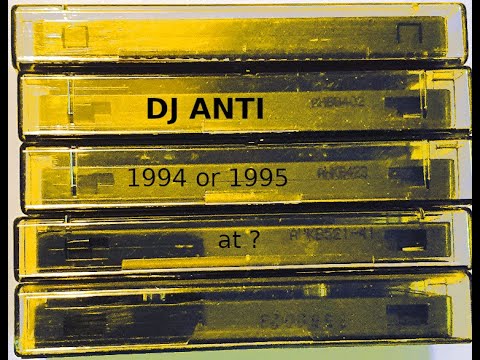 DJ ANTI
1994 or 1995
at ?